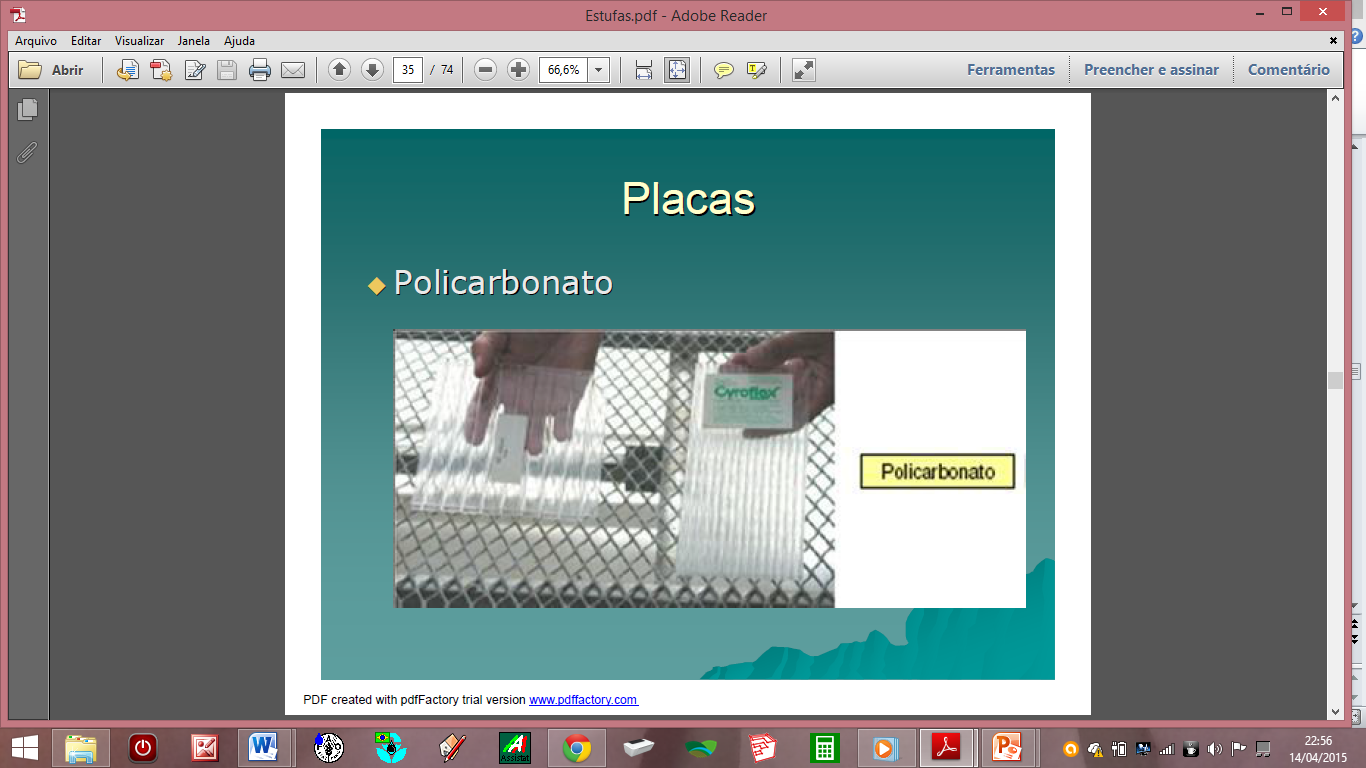 Estufas.pdf - Adobe Reader
Arquivo Editar Visualizar Janela Ajuda
Abrir 35 / 74 66,6% Ferramentas Preencher e assinar Comentário
Placas
Policarbonato
Cyroflex
Policarbonato
PDF created with pdfFactory trial version www.pdffactory.com
Assistat
22:56
14/04/2015